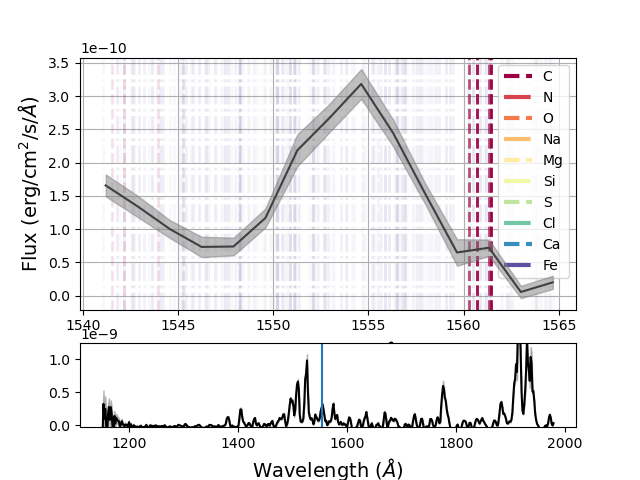 1e−10
3.5
3.0
2.5
2.0
1.5
1.0
0.5
0.0
Flux (erg/cm²/s/Å)
C
N
O
Na
Mg
Si
S
Cl
Ca
Fe
1540 1545 1550 1555 1560 1565
1e−9
1.0
0.5
0.0
1200 1400 1600 1800 2000
Wavelength (Å)